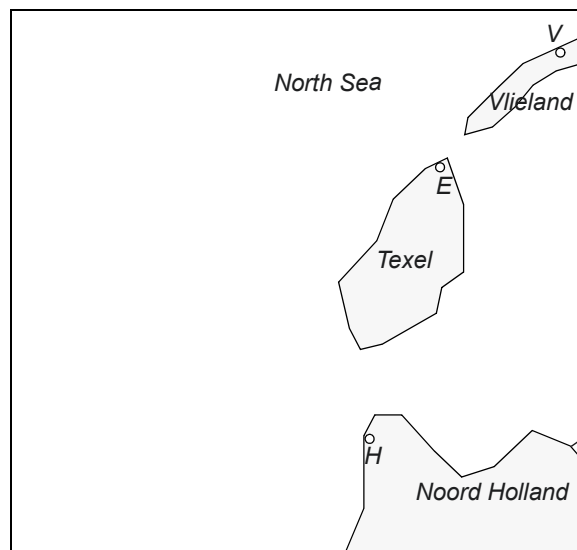 V
North Sea
Vlieland
E
Texel
H
Noord Holland